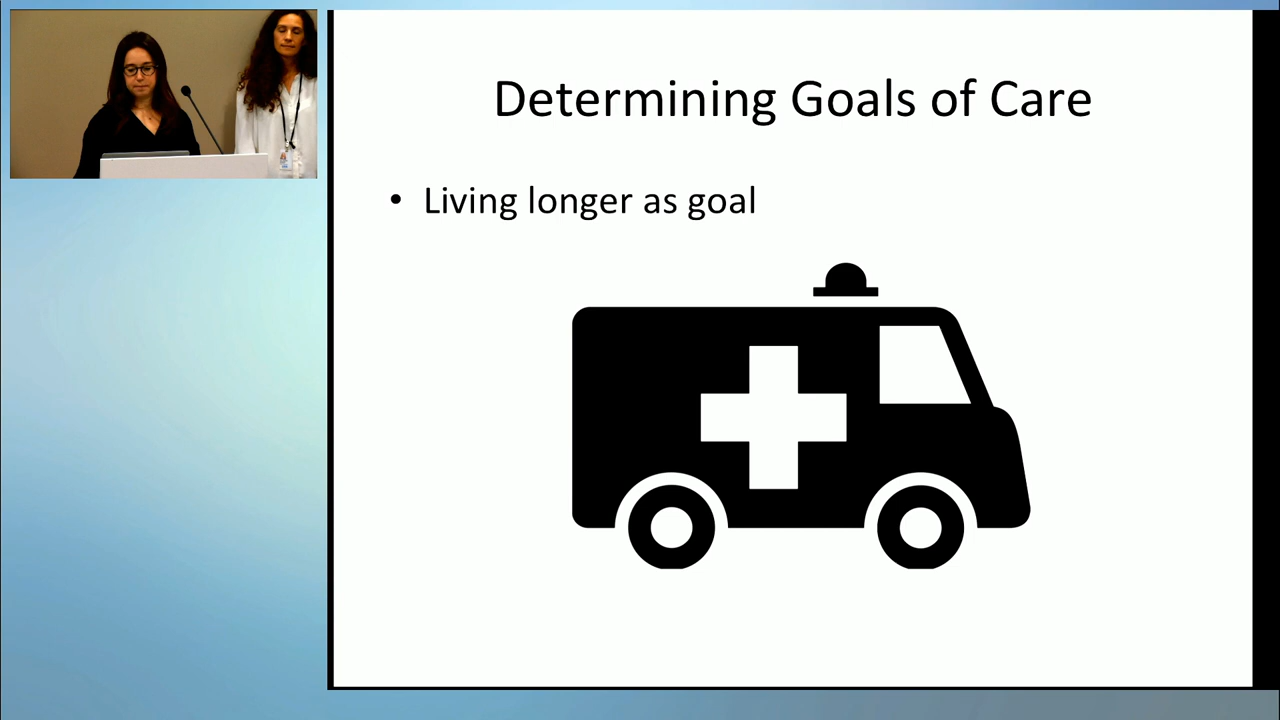 Determining Goals of Care
• Living longer as goal